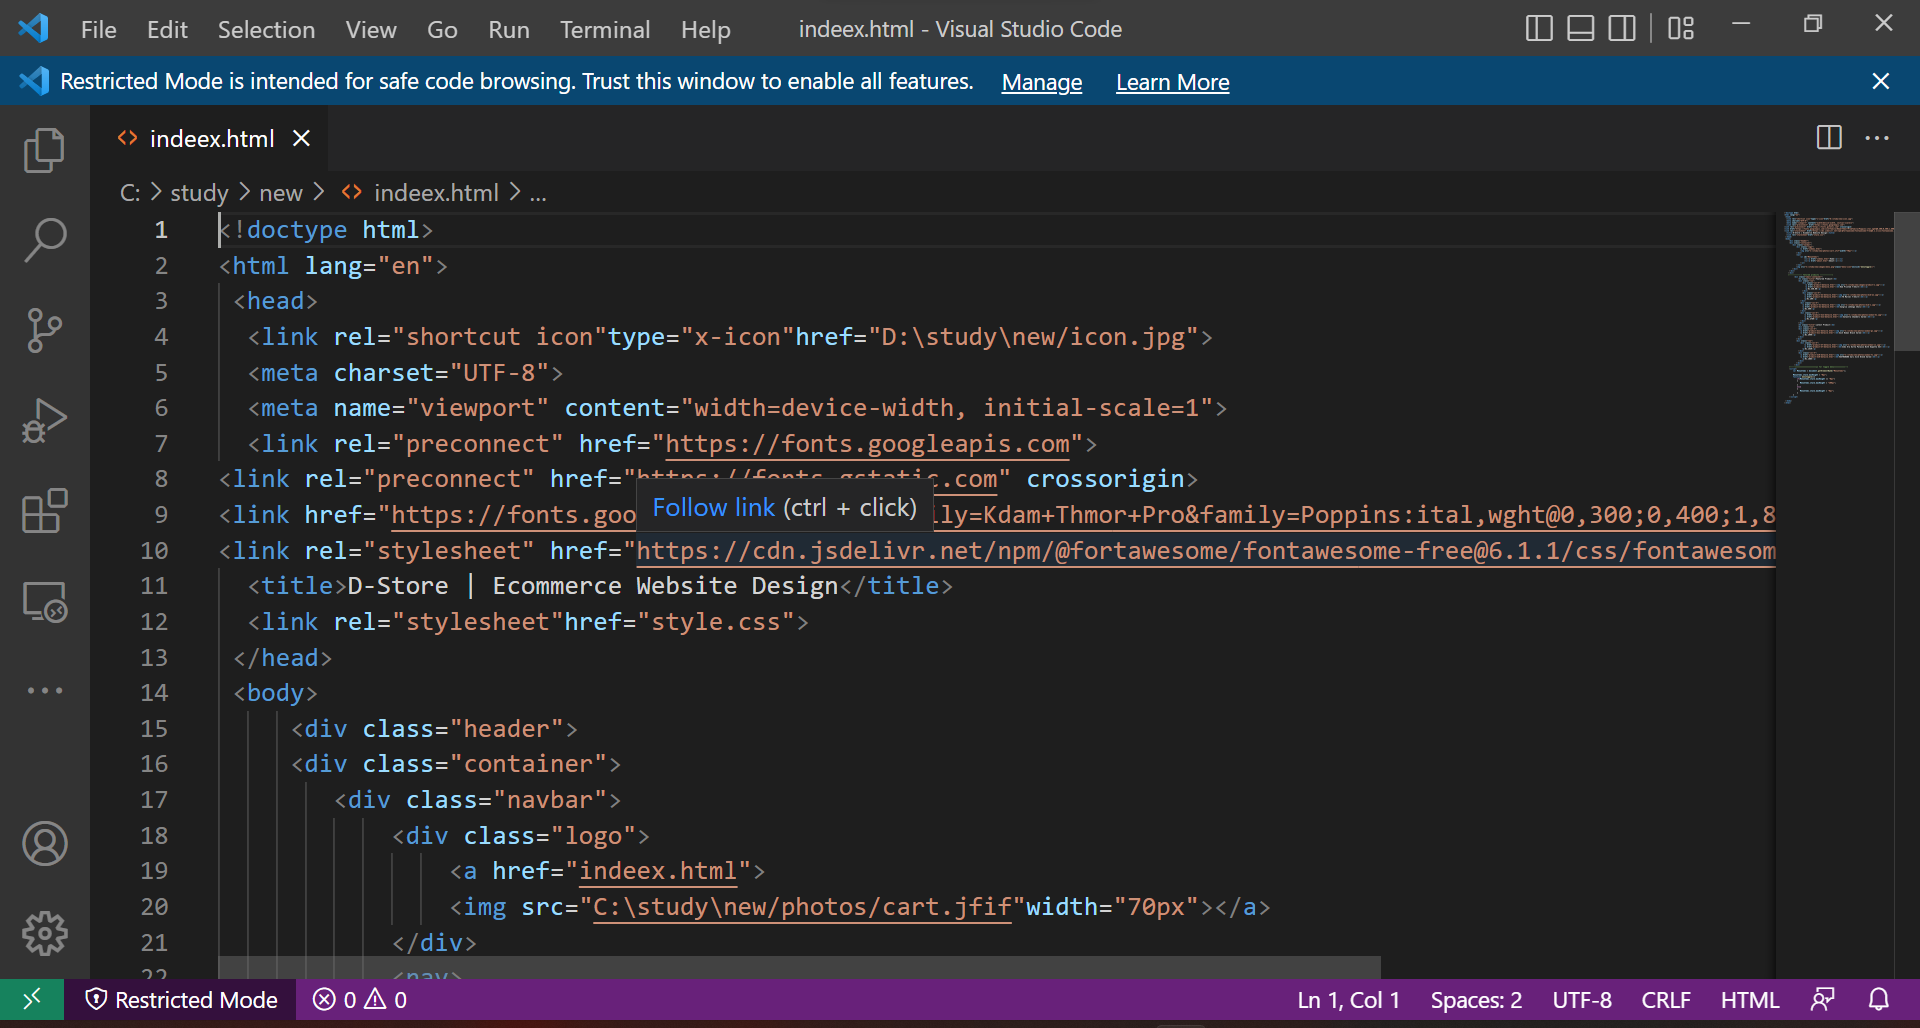 File Edit Selection View Go Run Terminal Help indeex.html - Visual Studio Code
Restricted Mode is intended for safe code browsing. Trust this window to enable all features. Manage Learn More
<> indeex.html
C: > study > new > <> indeex.html > ...
1 <!doctype html>
2 <html lang="en">
3 <head>
4 <link rel="shortcut icon"type="x-icon"href="D:\study\new/icon.jpg">
5 <meta charset="UTF-8">
6 <meta name="viewport" content="width=device-width, initial-scale=1">
7 <link rel="preconnect" href="https://fonts.googleapis.com">
8 <link rel="preconnect" href="https://fonts.gstatic.com" crossorigin>
Follow link (ctrl + click)
9 <link href="https://fonts.goo ily=Kdam+Thmor+Pro&family=Poppins:ital,wght@0,300;0,400;1,8
10 <link rel="stylesheet" href="https://cdn.jsdelivr.net/npm/@fortawesome/fontawesome-free@6.1.1/css/fontawesom
11 <title>D-Store | Ecommerce Website Design</title>
12 <link rel="stylesheet"href="style.css">
13 </head>
14 <body>
15 <div class="header">
16 <div class="container">
17 <div class="navbar">
18 <div class="logo">
19 <a href="indeex.html">
20 <img src="C:\study\new/photos/cart.jfif"width="70px"></a>
21 </div>
22 <nav>
Restricted Mode 0 0 Ln 1, Col 1 Spaces: 2 UTF-8 CRLF HTML